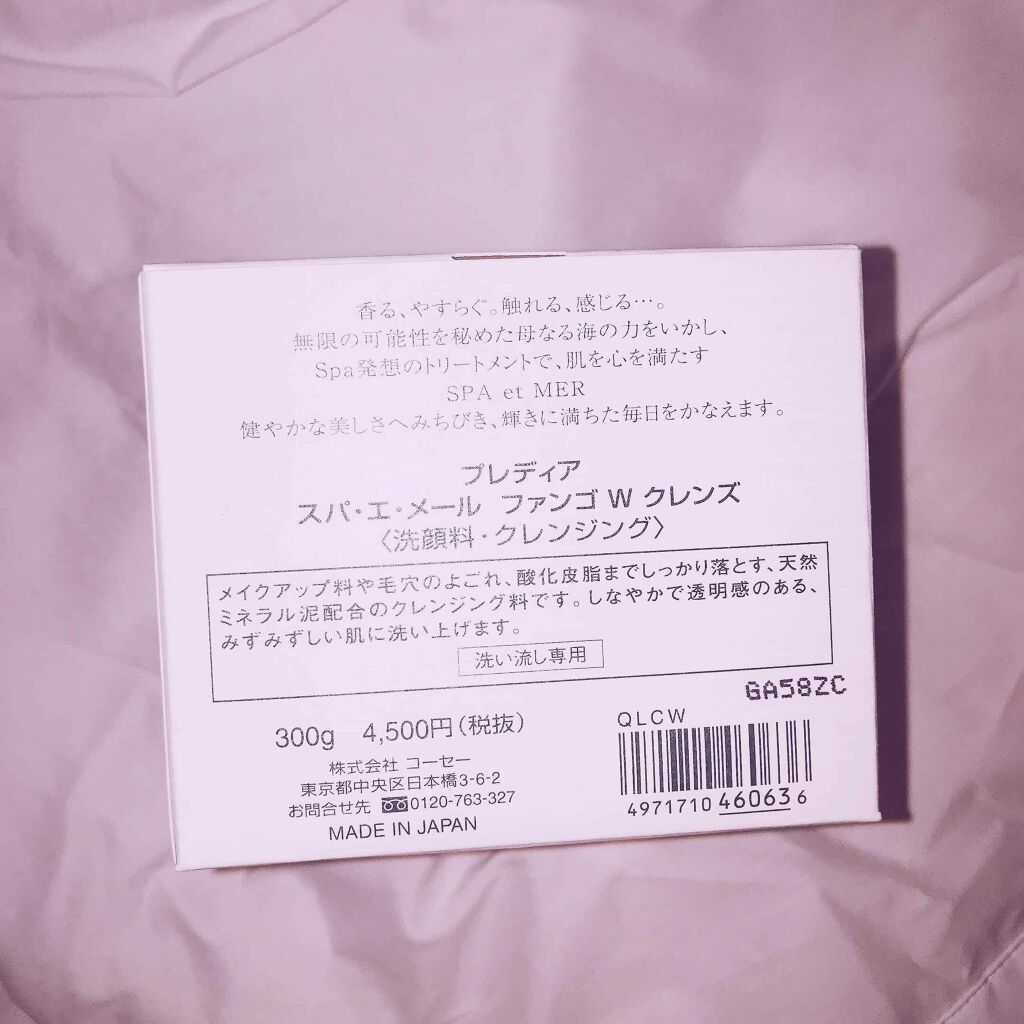 香る、やすらぐ。触れる、感じる…。
無限の可能性を秘めた母なる海の力をいかし、
Spa発想のトリートメントで、肌を心を満たす
SPA et MER
健やかな美しさへみちびき、輝きに満ちた毎日をかなえます。
プレディア
スパ・エ・メール ファンゴ W クレンズ
〈洗顔料・クレンジング〉
メイクアップ料や毛穴のよごれ、酸化皮脂までしっかり落とす、天然
ミネラル泥配合のクレンジング料です。しなやかで透明感のある、
みずみずしい肌に洗い上げます。
洗い流し専用
GA58ZC
300g 4,500円(税抜)
QLCW
株式会社 コーセー
東京都中央区日本橋3-6-2
お問合せ先 0120-763-327
MADE IN JAPAN
4971710 460636